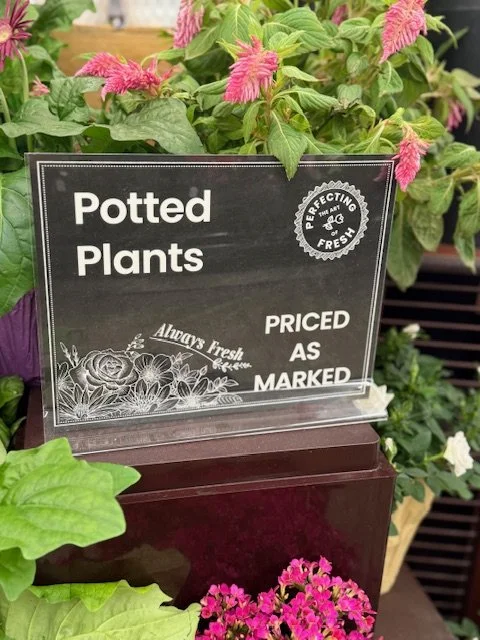 Potted
Plants
PERFECTING
THE ART
OF
FRESH
Always Fresh
PRICED
AS
MARKED